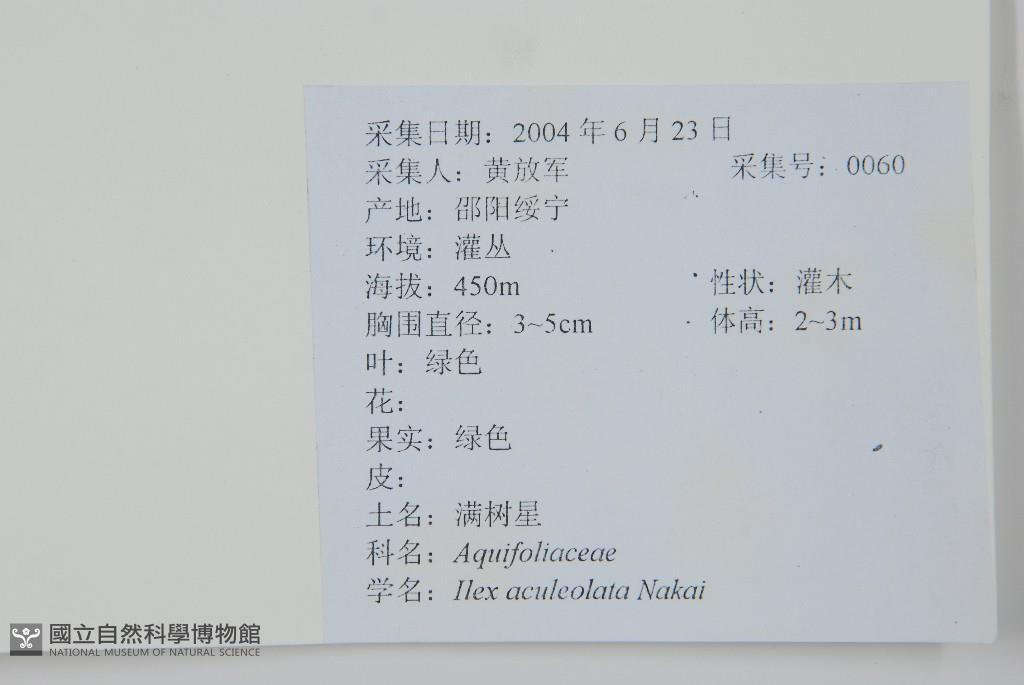 采集日期：2004 年 6 月 23 日
采集人：黄放军 采集号：0060
产地：邵阳绥宁
环境：灌丛
海拔：450m 性状：灌木
胸围直径：3~5cm 体高：2~3m
叶：绿色
花：
果实：绿色
皮：
土名：满树星
科名：Aquifoliaceae
学名：Ilex aculeolata Nakai
國立自然科學博物館
NATIONAL MUSEUM OF NATURAL SCIENCE